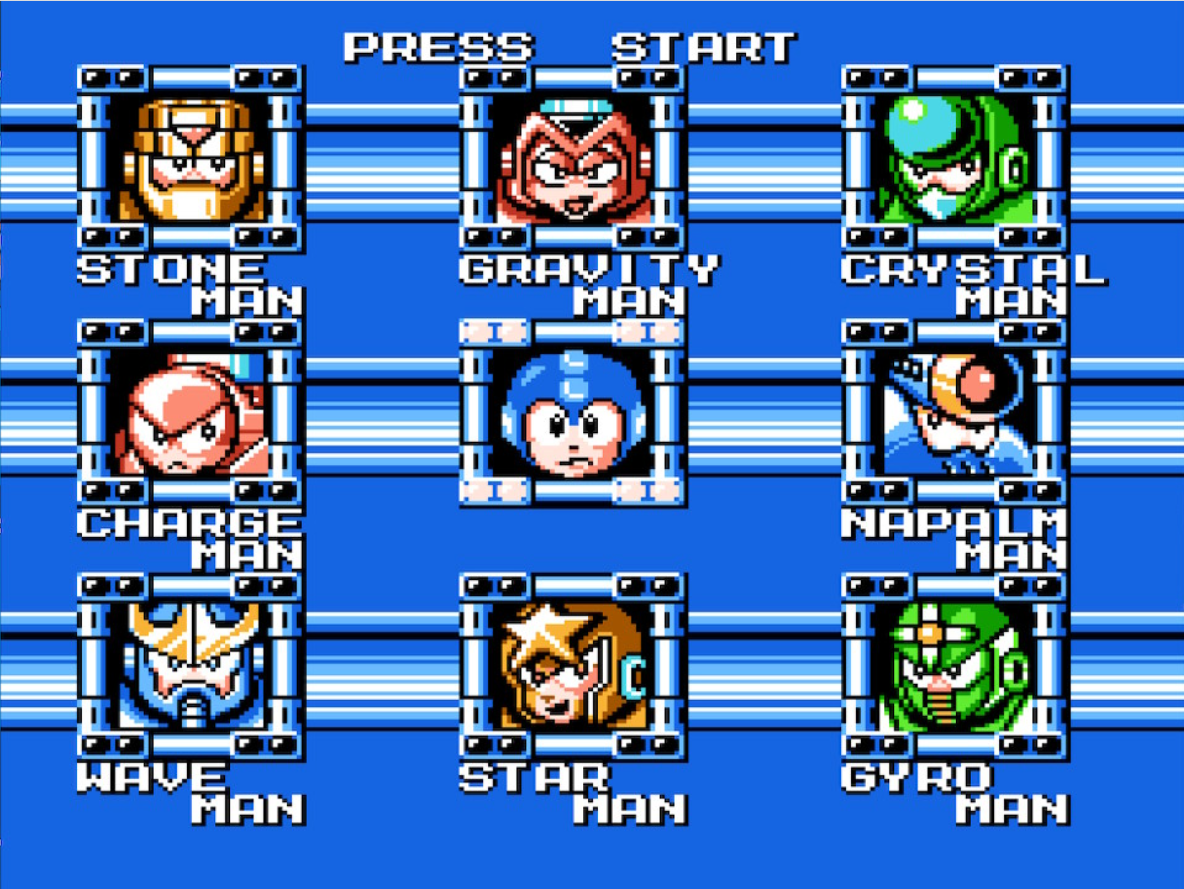 PRESS START
STONE
MAN
GRAVITY
MAN
CRYSTAL
MAN
CHARGE
MAN
NAPALM
MAN
WAVE
MAN
STAR
MAN
GYRO
MAN